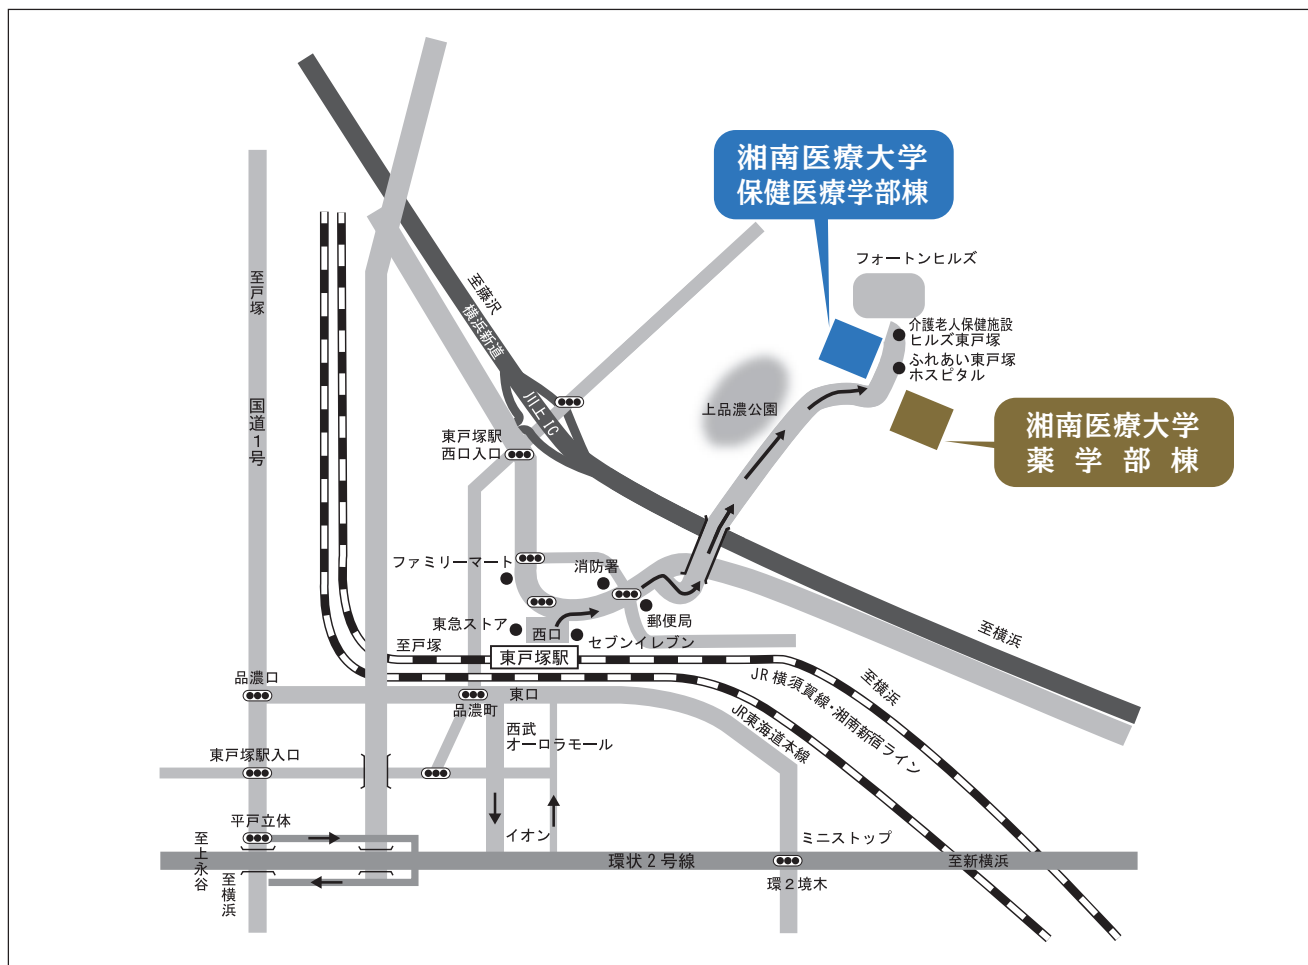 湘南医療大学
保健医療学部棟
フォートンヒルズ
至戸塚
至藤沢
横浜新道
介護老人保健施設
ヒルズ東戸塚
ふれあい東戸塚
ホスピタル
川上IC
上品濃公園
国道1号
東戸塚駅
西口入口
湘南医療大学
薬学部棟
ファミリーマート
消防署
東急ストア
西口
郵便局
セブンイレブン
至戸塚
東戸塚駅
至横浜
至横浜
JR横須賀線・湘南新宿ライン
JR東海道本線
品濃口
東口
品濃町
西武
オーロラモール
東戸塚駅入口
平戸立体
イオン
ミニストップ
至上永谷
環状2号線
至新横浜
至横浜
環2境木